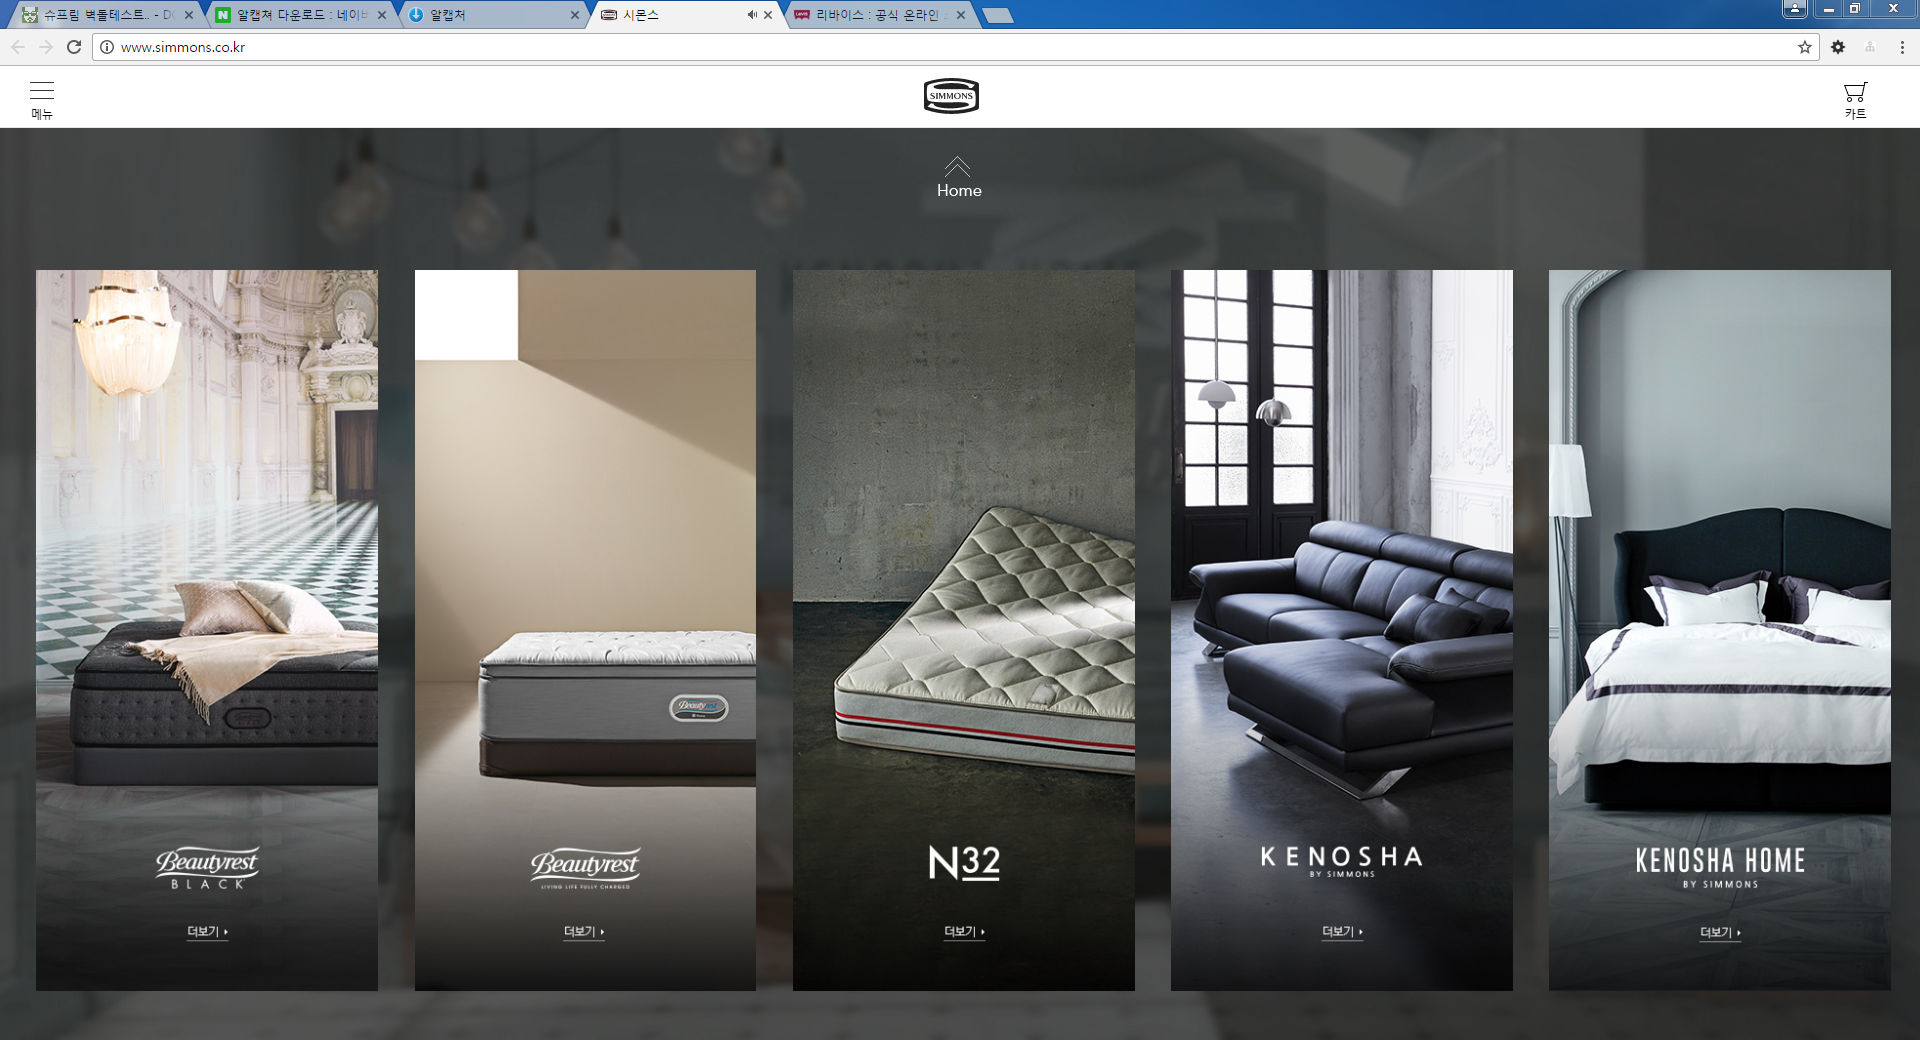 슈프림 벽돌테스트.. - D
알캡쳐 다운로드 : 네이버
알캡처
시몬스
리바이스 : 공식 온라인
www.simmons.co.kr
메뉴
SIMMONS
카트
Home
Beautyrest
Beautyrest
BLACK
더보기
Beautyrest
LIVING LIFE FULLY CHARGED
더보기
N32
더보기
KENOSHA
BY SIMMONS
더보기
KENOSHA HOME
BY SIMMONS
더보기